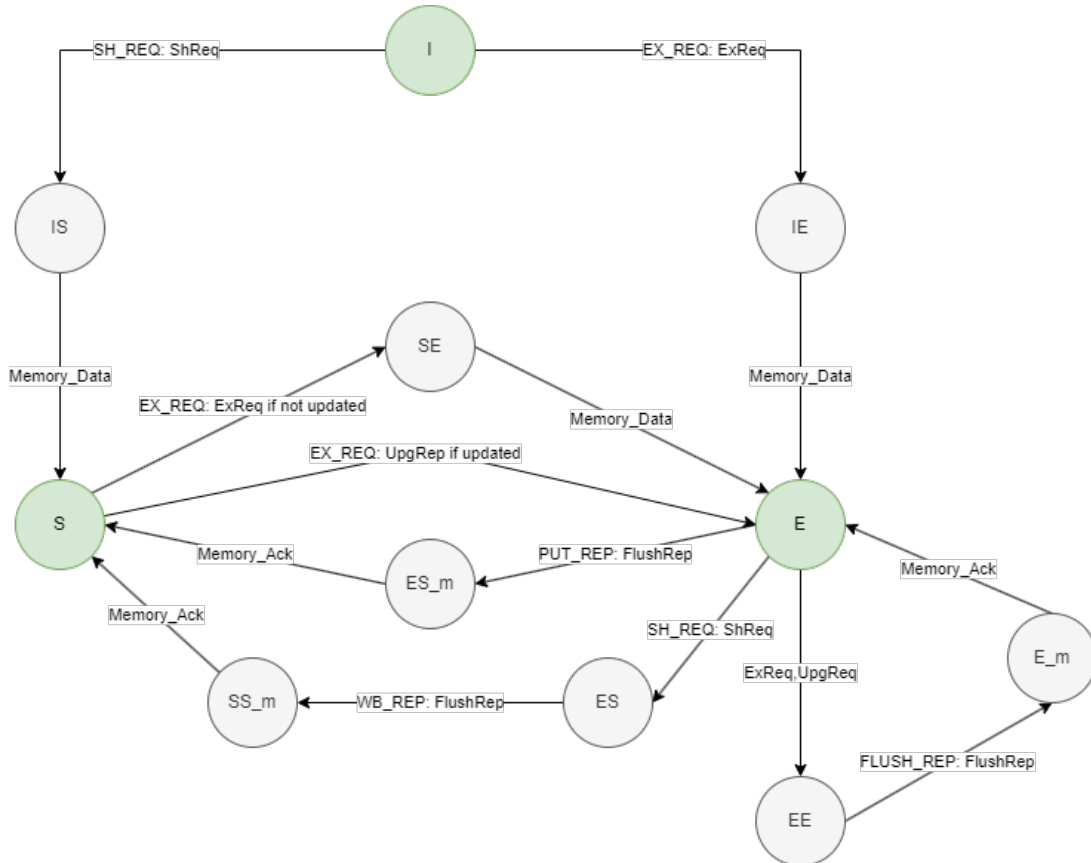 I
SH_REQ: ShReq
EX_REQ: ExReq
IS
IE
SE
Memory_Data
Memory_Data
EX_REQ: ExReq if not updated
Memory_Data
EX_REQ: UpgRep if updated
S
E
Memory_Ack
PUT_REP: FlushRep
Memory_Ack
ES_m
Memory_Ack
SH_REQ: ShReq
E_m
ExReq,UpgReq
SS_m
WB_REP: FlushRep
ES
FLUSH_REP: FlushRep
EE